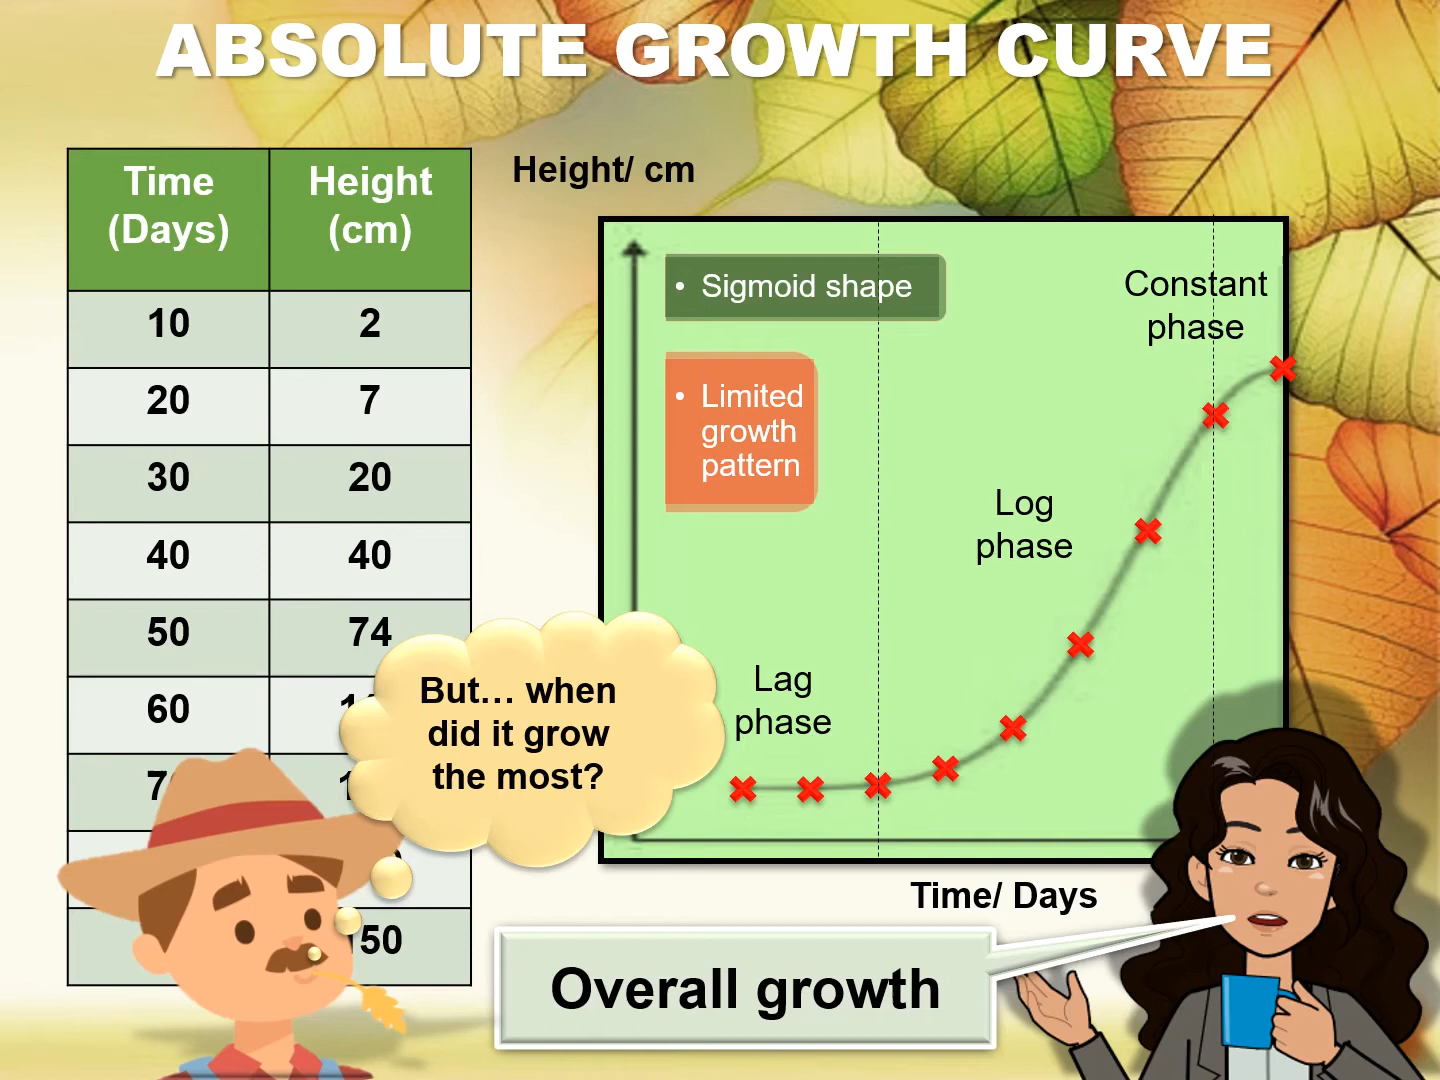 ABSOLUTE GROWTH CURVE
Time
(Days)
Height
(cm)
10 2
20 7
30 20
40 40
50 74
60
Height/ cm
• Sigmoid shape
• Limited
growth
pattern
Constant
phase
Log
phase
Lag
phase
But... when
did it grow
the most?
Time/ Days
50
Overall growth